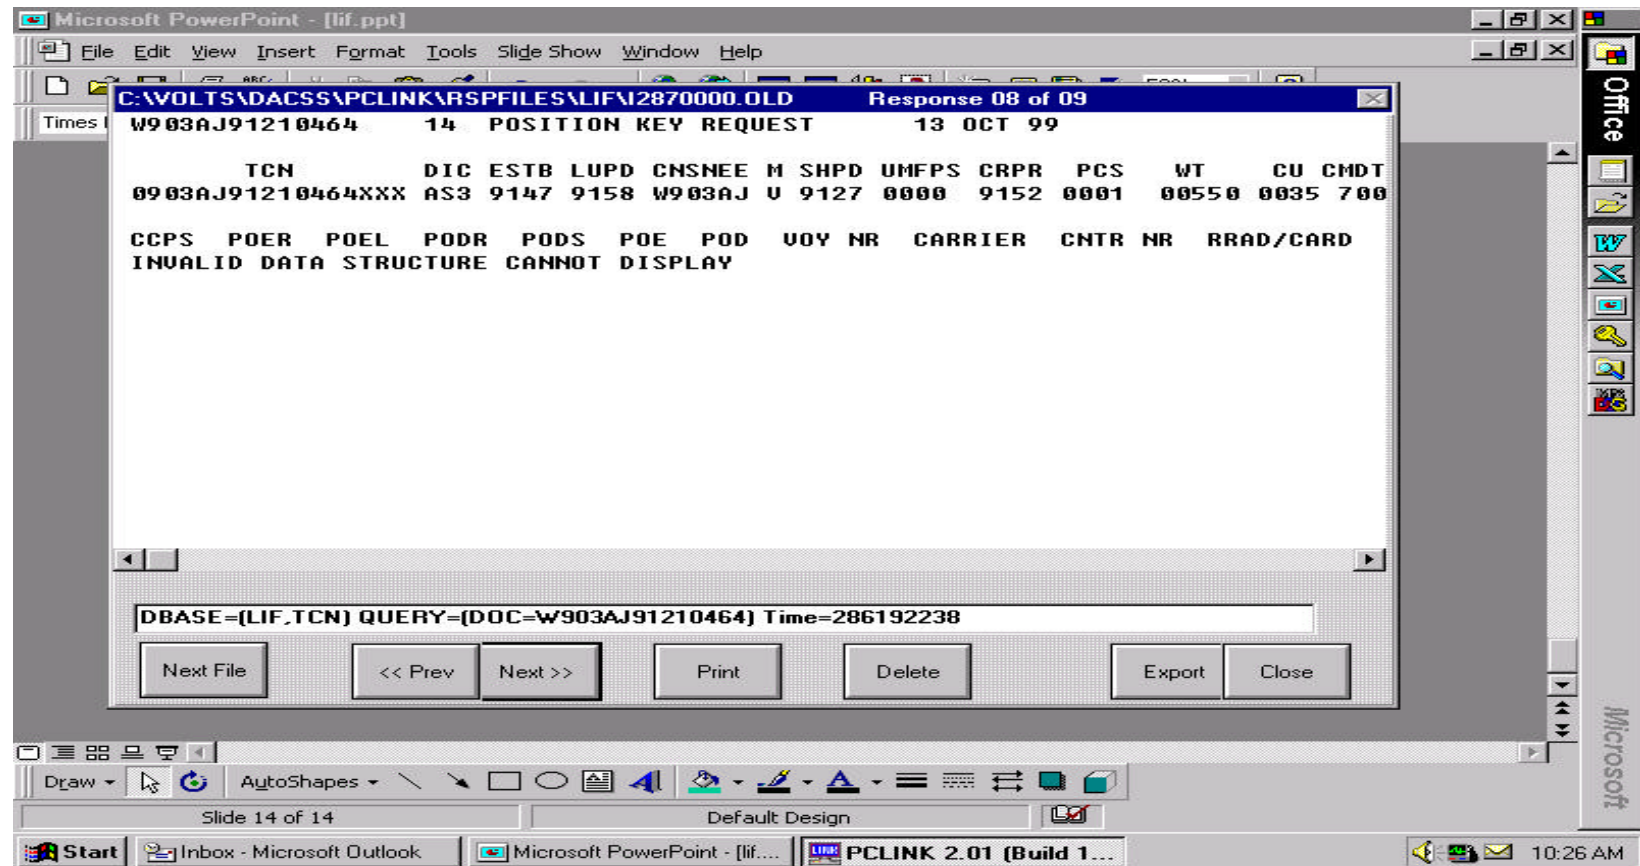 Microsoft PowerPoint - [lif.ppt]
File Edit View Insert Format Tools Slide Show Window Help
Office
C:\VOLTS\DACSS\PCLINK\RSPFILES\LIF\I2870000.OLD Response 08 of 09
Times
W903AJ91210464 14 POSITION KEY REQUEST 13 OCT 99
TCN DIC ESTB LUPD CNSNEE M SHPD UMFPS CRPR PCS WT CU CMDT
0903AJ91210464XXX AS3 9147 9158 W903AJ V 9127 0000 9152 0001 00550 0035 700
CCPS POER POEL PODR PODS POE POD VOY NR CARRIER CNTR NR RRAD/CARD
INVALID DATA STRUCTURE CANNOT DISPLAY
DBASE=(LIF,TCN) QUERY=(DOC=W903AJ91210464) Time=286192238
Next File << Prev Next >> Print Delete Export Close
Microsoft
Draw AutoShapes
Slide 14 of 14 Default Design
Start Inbox - Microsoft Outlook Microsoft PowerPoint - [lif.... LINK PCLINK 2.01 (Build 1... 10:26 AM